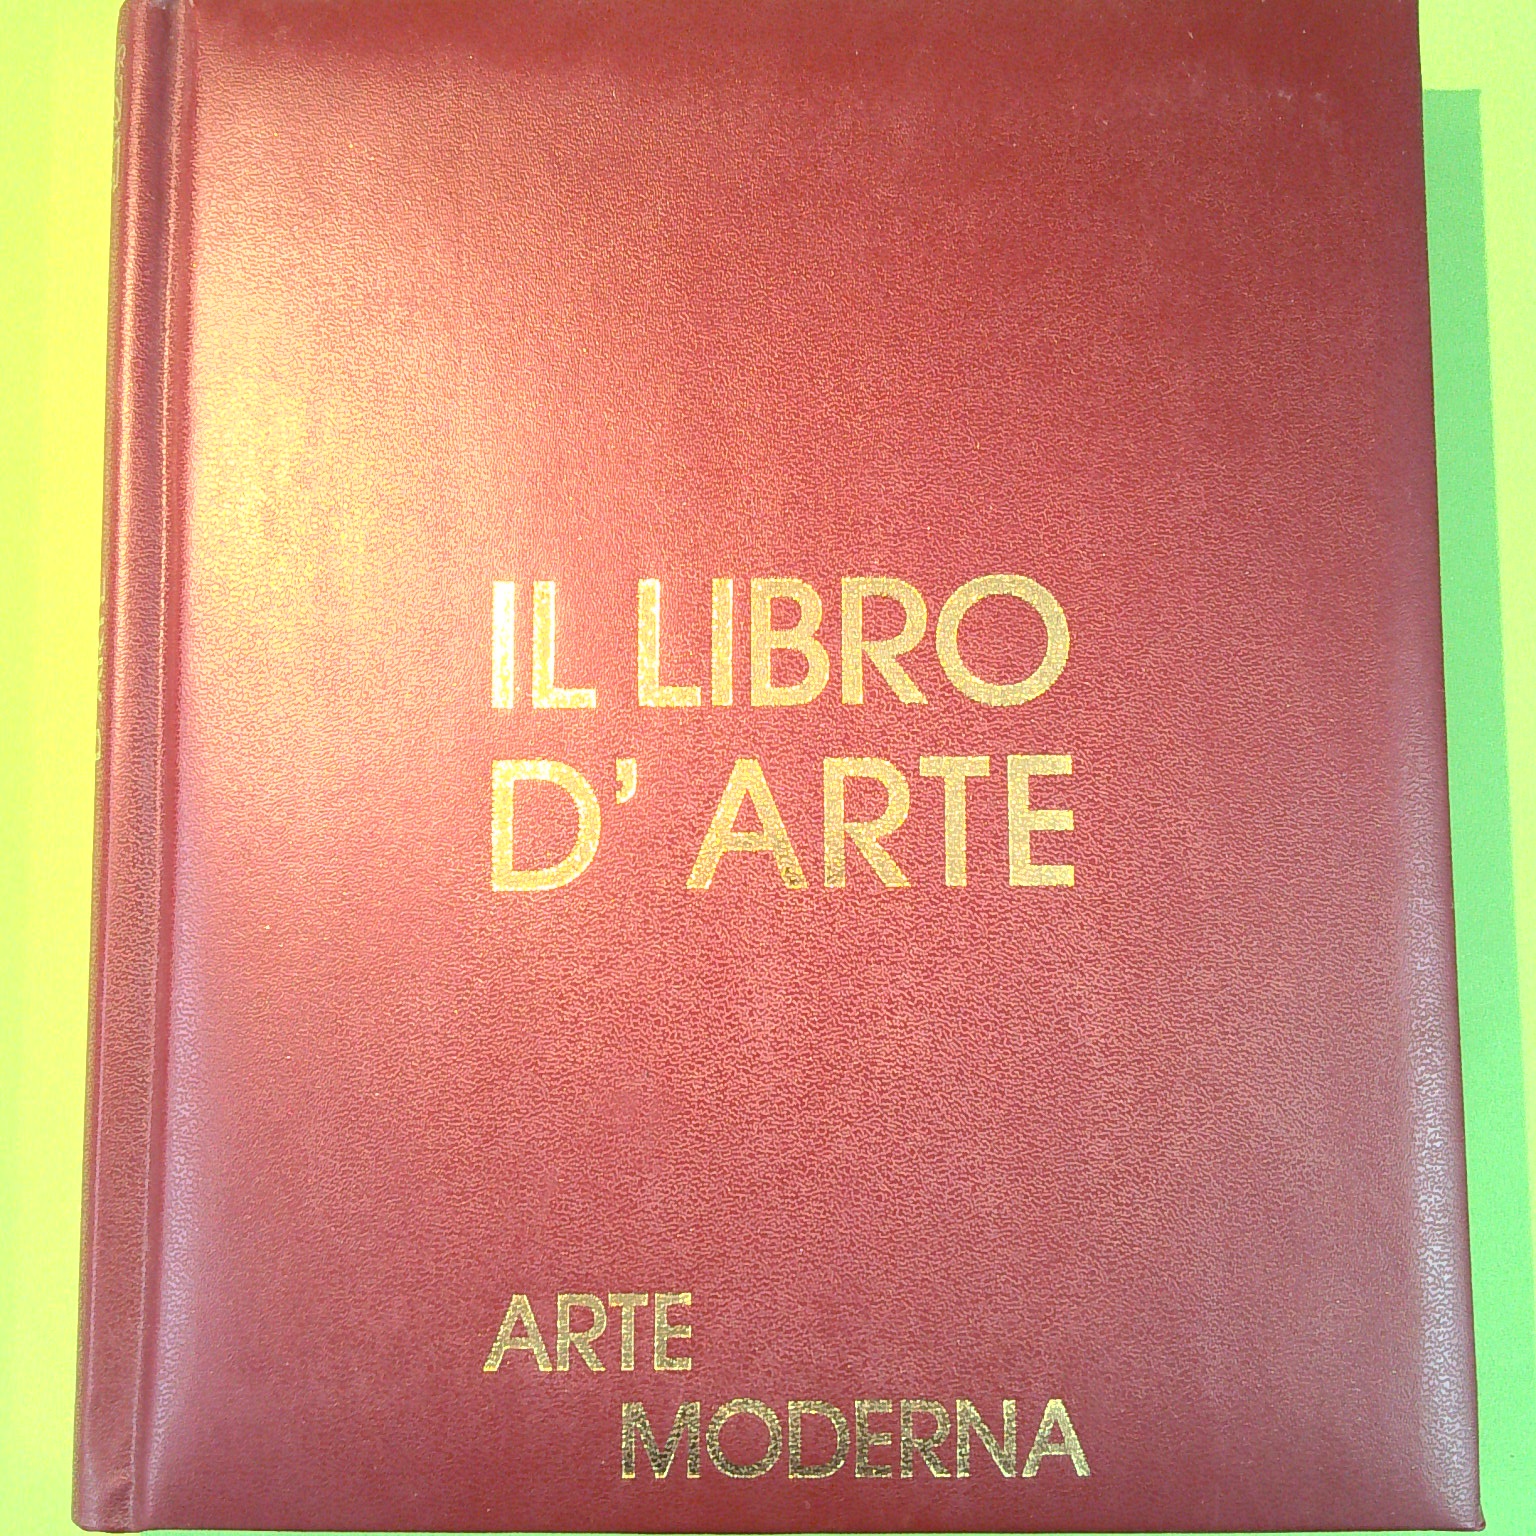 IL LIBRO
D' ARTE
ARTE
MODERNA